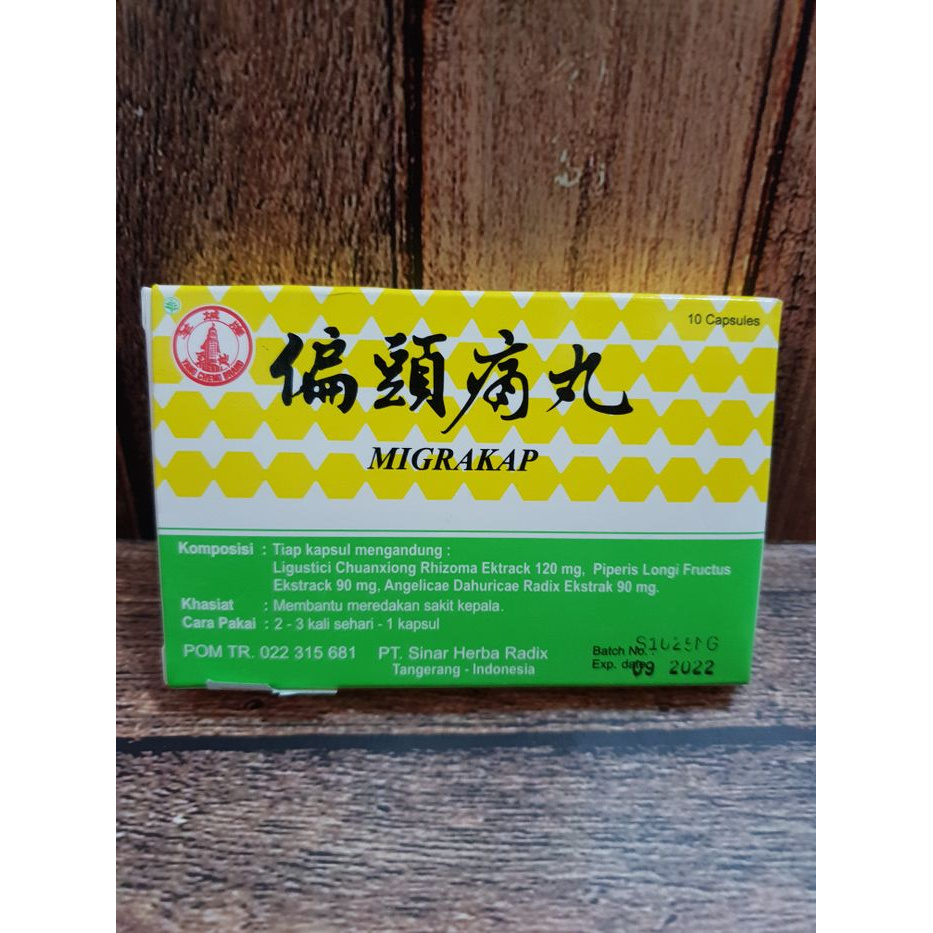 10 Capsules
YANG CHENG BRAND
偏頭痛丸
MIGRAKAP
Komposisi : Tiap kapsul mengandung :
Ligustici Chuanxiong Rhizoma Ektrack 120 mg, Piperis Longi Fructus
Ekstrack 90 mg, Angelicae Dahuricae Radix Ekstrak 90 mg.
Khasiat : Membantu meredakan sakit kepala.
Cara Pakai : 2 - 3 kali sehari - 1 kapsul
POM TR. 022 315 681 PT. Sinar Herba Radix
Tangerang - Indonesia
Batch No. :
Exp. date 09 2022